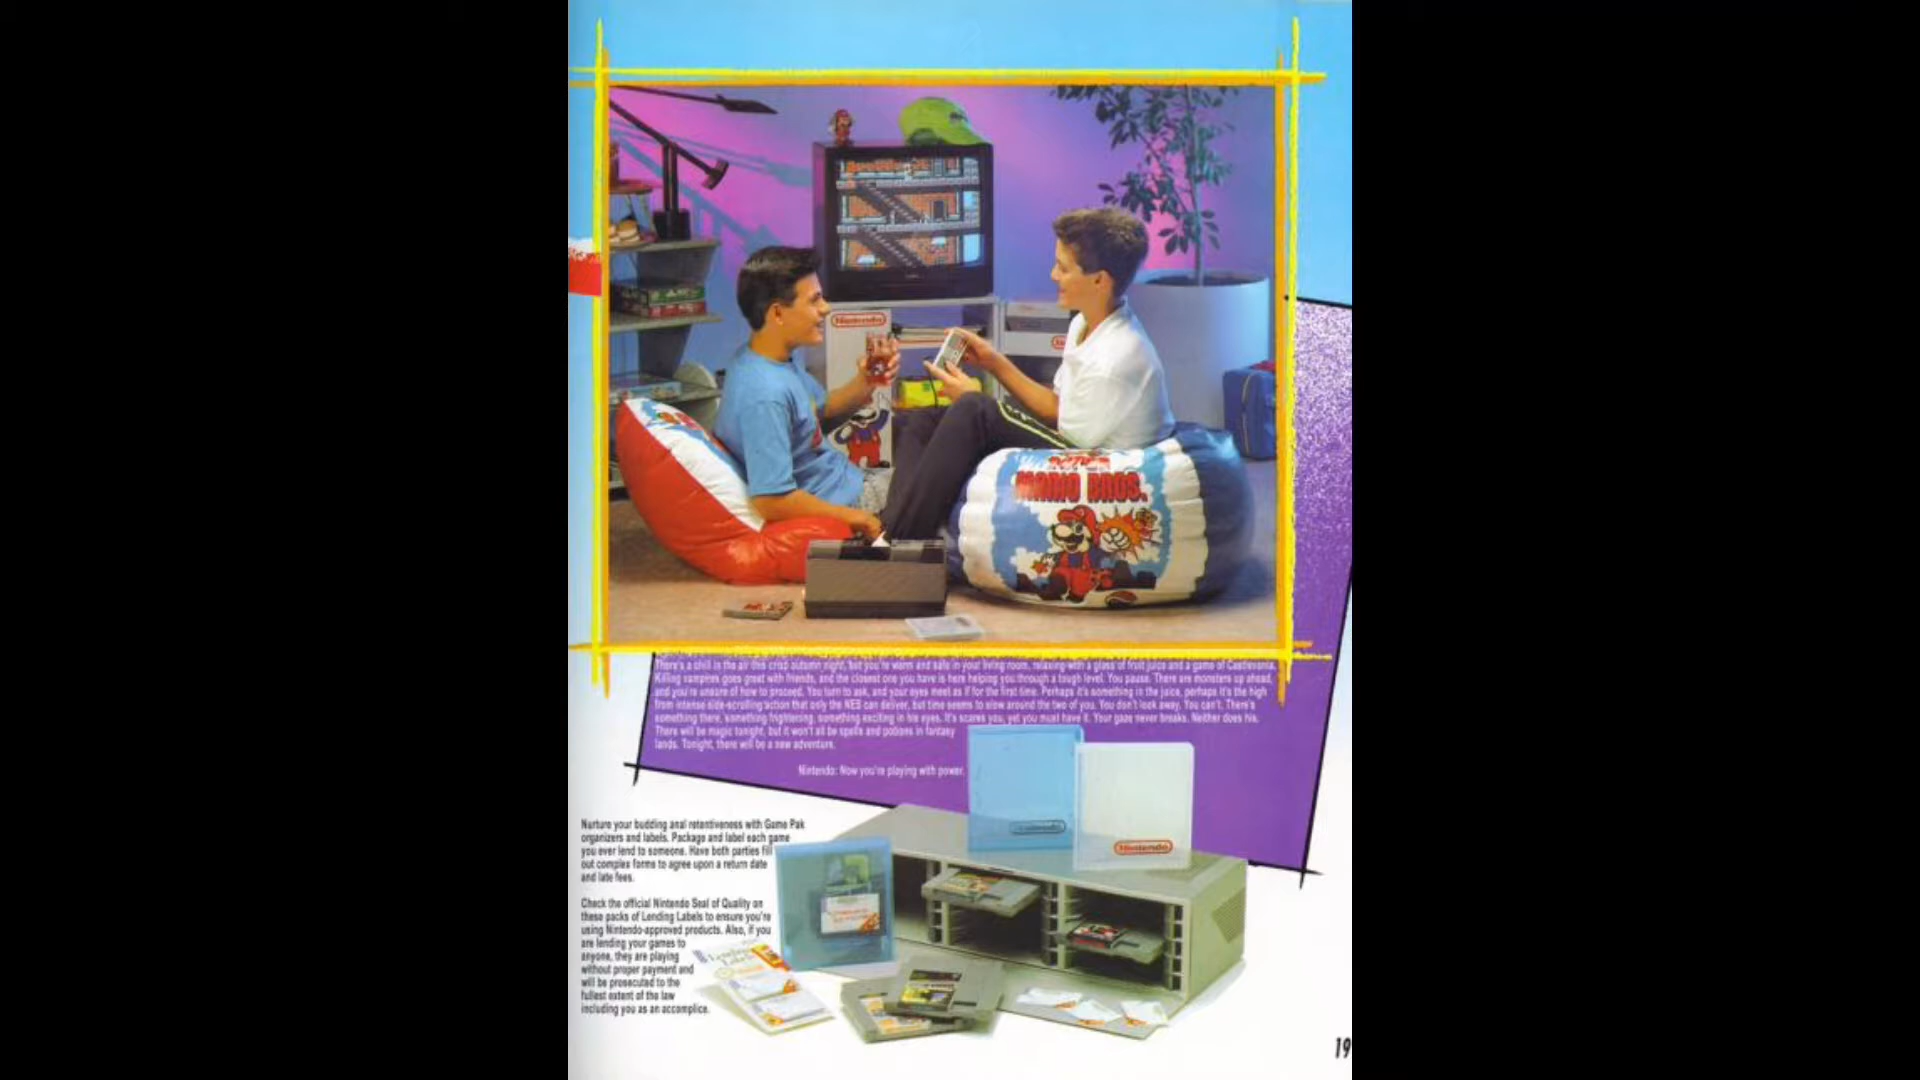 Nintendo
MARIO BROS.
There's a chill in the air this crisp autumn night, but you're warm and safe in your living room, relaxing with a glass of fruit juice and a game of Castlevania.
Killing vampires goes great with friends, and the closest one you have is here helping you through a tough level. You pause. There are monsters up ahead,
and you're unsure of how to proceed. You turn to ask, and your eyes meet as if for the first time. Perhaps it's something in the juice, perhaps it's the high
from intense side-scrolling action that only the NES can deliver, but time seems to slow around the two of you. You don't look away. You can't. There's
something there, something frightening, something exciting in his eyes. It's scares you, yet you must have it. Your gaze never breaks. Neither does his.
There will be magic tonight, but it won't all be spells and potions in fantasy
lands. Tonight, there will be a new adventure.
Nintendo: Now you're playing with power.
Nurture your budding anal retentiveness with Game Pak
organizers and labels. Package and label each game
you ever lend to someone. Have both parties fill
out complex forms to agree upon a return date
and late fees.
Check the official Nintendo Seal of Quality on
these packs of Lending Labels to ensure you're
using Nintendo-approved products. Also, if you
are lending your games to
anyone, they are playing
without proper payment and
will be prosecuted to the
fullest extent of the law
including you as an accomplice.
Nintendo
Nintendo
Lending
Labels
19